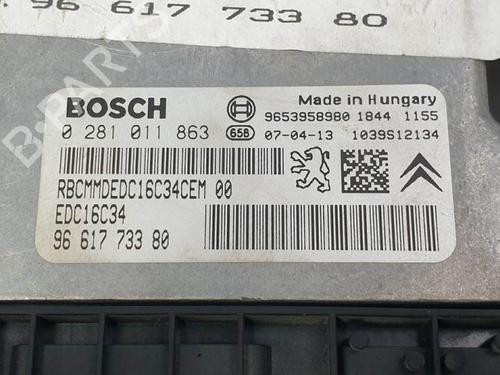 96 617 733 80
BOSCH
Made in Hungary
9653958980 1844 1155
0 281 011 863
658 07-04-13 1039S12134
RBCMMDEDC16C34CEM 00
EDC16C34
96 617 733 80
B-PARTS